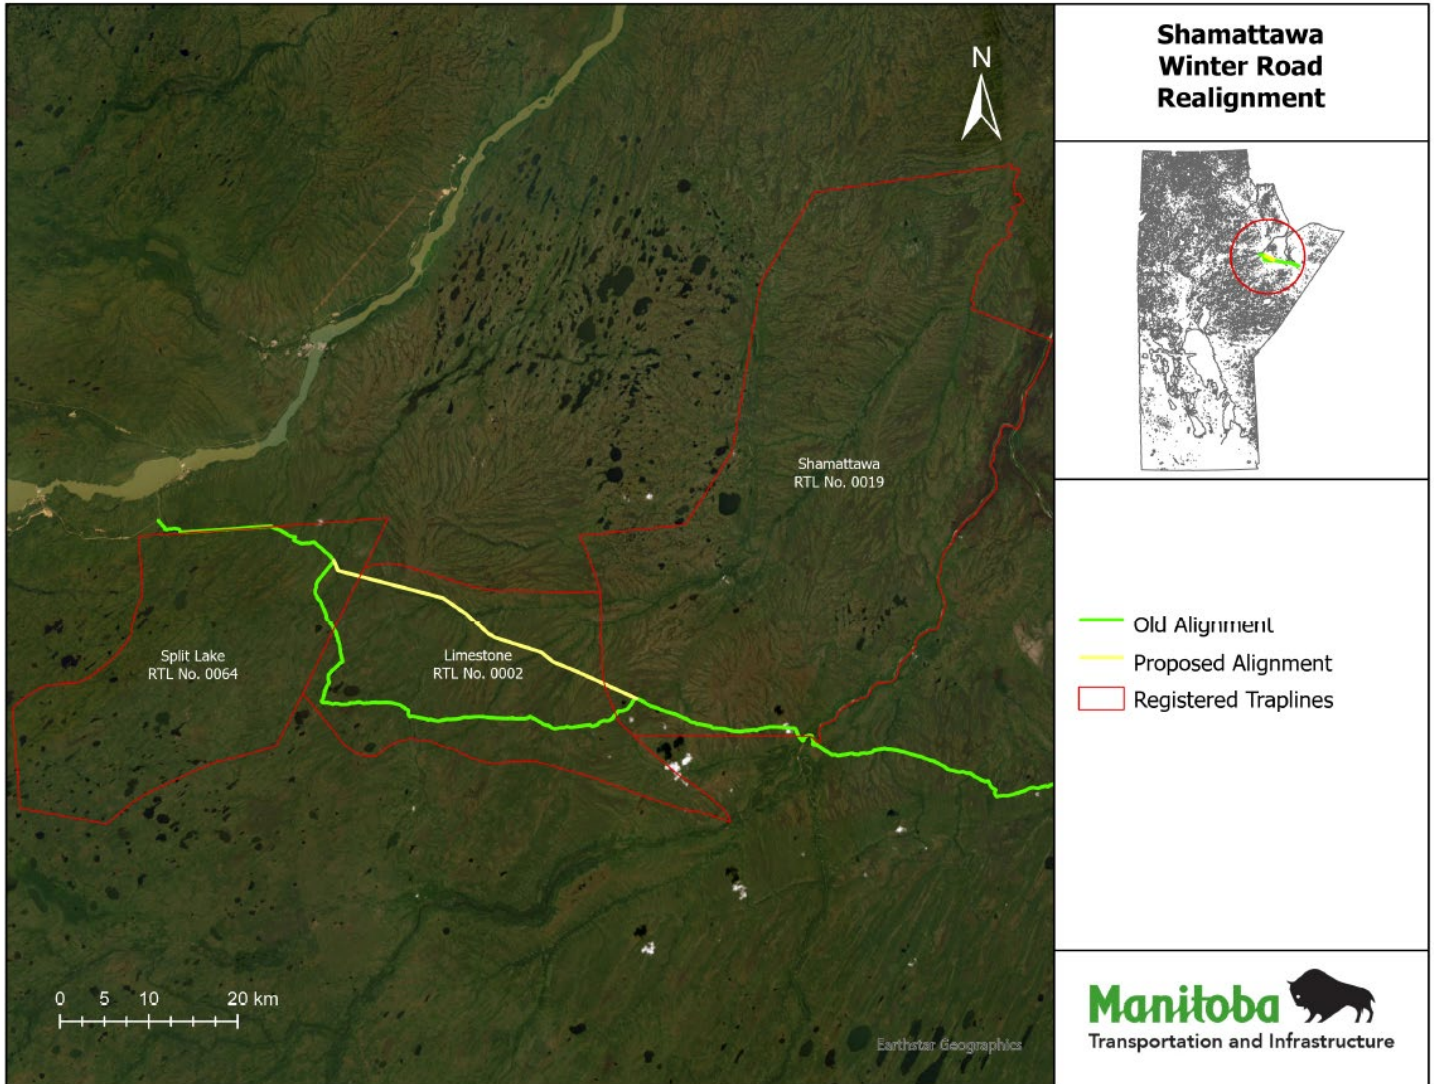 Shamattawa
Winter Road
Realignment
N
Shamattawa
RTL No. 0019
Split Lake
RTL No. 0064
Limestone
RTL No. 0002
Old Alignment
Proposed Alignment
Registered Traplines
0 5 10 20 km
Earthstar Geographics
Manitoba
Transportation and Infrastructure